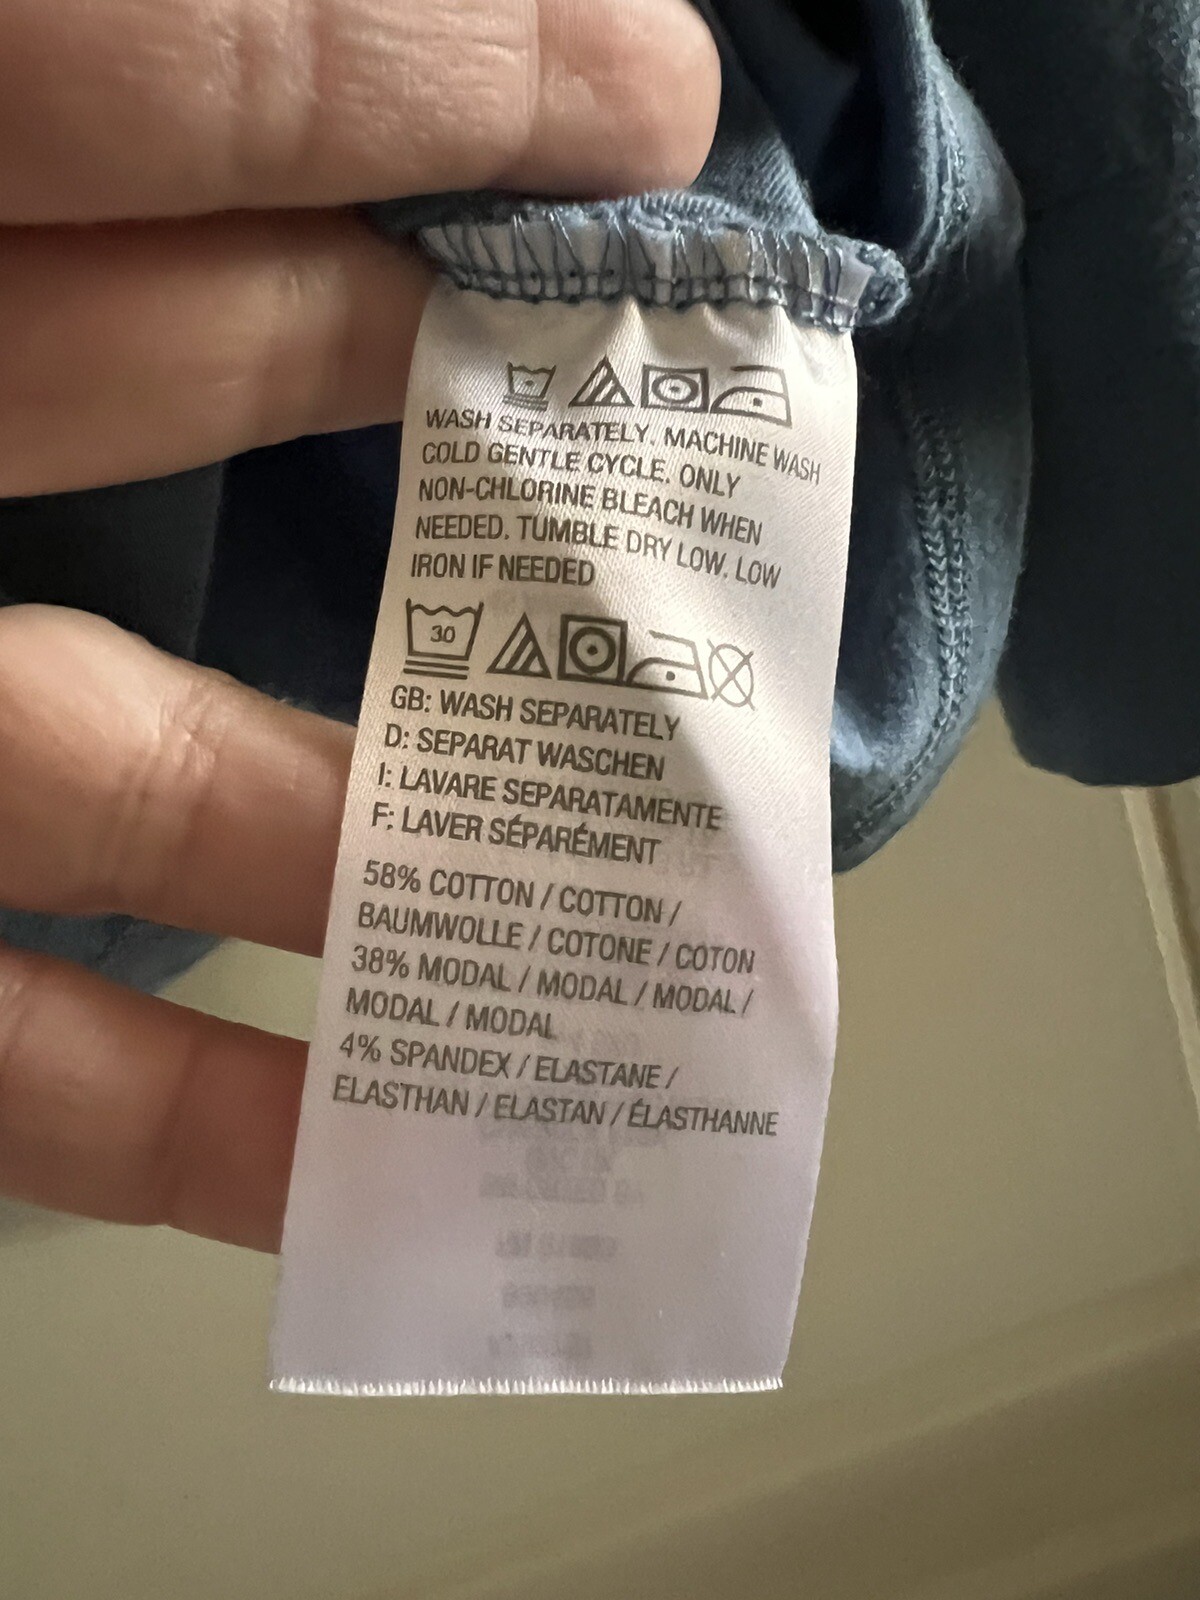 WASH SEPARATELY. MACHINE WASH
COLD GENTLE CYCLE. ONLY
NON-CHLORINE BLEACH WHEN
NEEDED. TUMBLE DRY LOW. LOW
IRON IF NEEDED
30
GB: WASH SEPARATELY
D: SEPARAT WASCHEN
I: LAVARE SEPARATAMENTE
F: LAVER SÉPARÉMENT
58% COTTON / COTTON /
BAUMWOLLE / COTONE / COTON
38% MODAL / MODAL / MODAL /
MODAL / MODAL
4% SPANDEX / ELASTANE /
ELASTHAN / ELASTAN / ÉLASTHANNE